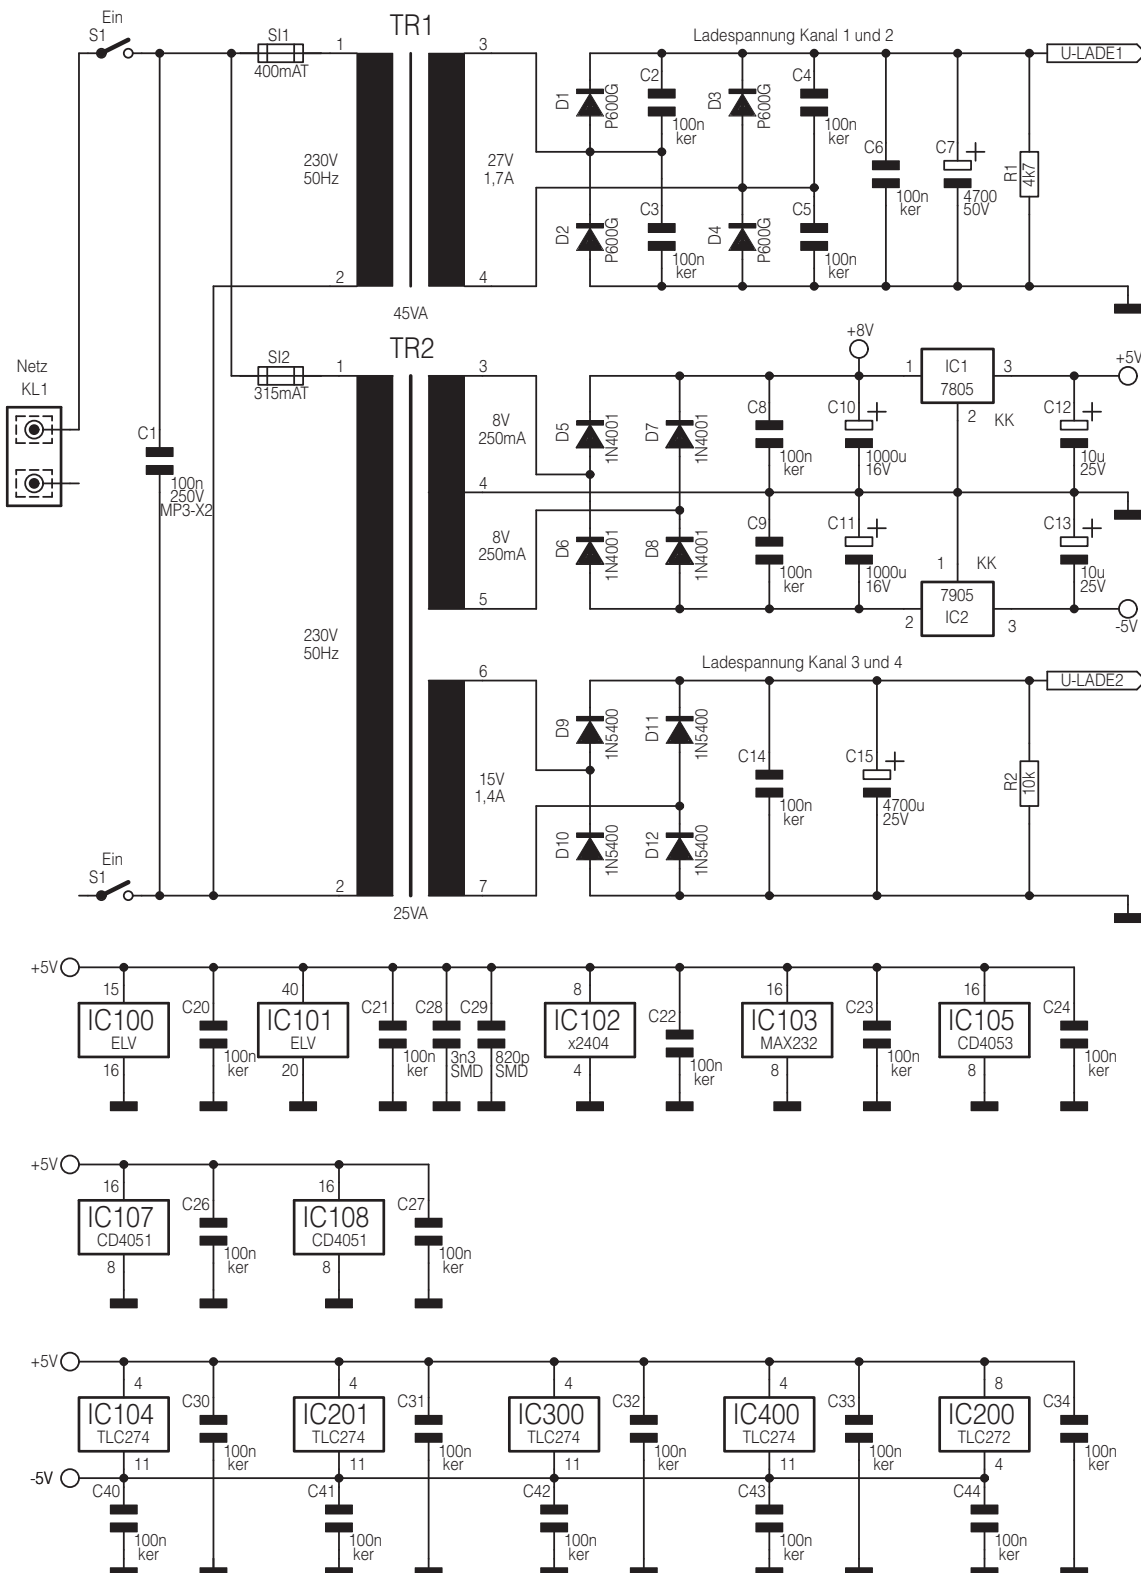 Ein
S1
SI1
400mAT
1
TR1
3
Ladespannung Kanal 1 und 2
U-LADE1
D1
P600G
C2
100n
ker
D3
P600G
C4
100n
ker
230V
50Hz
27V
1,7A
C6
100n
ker
C7
+
4700
50V
R1
4k7
D2
P600G
C3
100n
ker
D4
P600G
C5
100n
ker
2
4
45VA
Netz
KL1
SI2
315mAT
1
TR2
3
+8V
1
IC1
7805
3
+5V
2
KK
8V
250mA
D5
1N4001
D7
1N4001
C8
100n
ker
C10
+
1000u
16V
C12
+
10u
25V
C1
100n
250V
MP3-X2
4
8V
250mA
D6
1N4001
D8
1N4001
C9
100n
ker
C11
+
1000u
16V
1
KK
C13
+
10u
25V
5
2
7905
IC2
3
-5V
230V
50Hz
6
Ladespannung Kanal 3 und 4
U-LADE2
D9
1N5400
D11
1N5400
15V
1,4A
C14
100n
ker
C15
+
4700u
25V
R2
10k
D10
1N5400
D12
1N5400
Ein
S1
2
7
25VA
+5V
15
IC100
ELV
16
C20
100n
ker
40
IC101
ELV
20
C21
100n
ker
C28
3n3
SMD
C29
820p
SMD
8
IC102
x2404
4
C22
100n
ker
16
IC103
MAX232
8
C23
100n
ker
16
IC105
CD4053
8
C24
100n
ker
+5V
16
IC107
CD4051
8
C26
100n
ker
16
IC108
CD4051
8
C27
100n
ker
+5V
4
IC104
TLC274
11
C30
100n
ker
4
IC201
TLC274
11
C31
100n
ker
4
IC300
TLC274
11
C32
100n
ker
4
IC400
TLC274
11
C33
100n
ker
8
IC200
TLC272
4
C34
100n
ker
-5V
C40
100n
ker
C41
100n
ker
C42
100n
ker
C43
100n
ker
C44
100n
ker